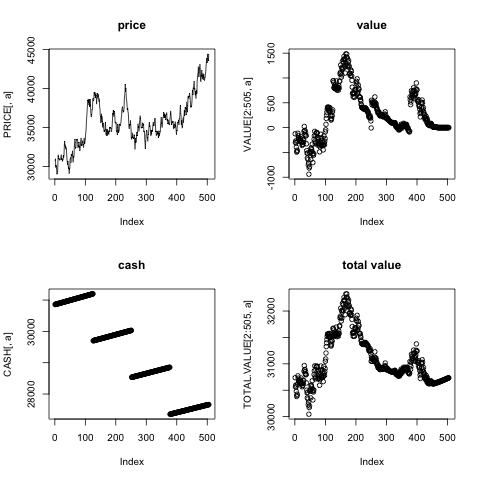 price
PRICE[, a]
45000
40000
35000
30000
0 100 200 300 400 500
Index
value
VALUE[2:505, a]
1500
500
0
-1000
0 100 200 300 400 500
Index
cash
CASH[, a]
30000
28000
0 100 200 300 400 500
Index
total value
TOTAL.VALUE[2:505, a]
32000
31000
30000
0 100 200 300 400 500
Index